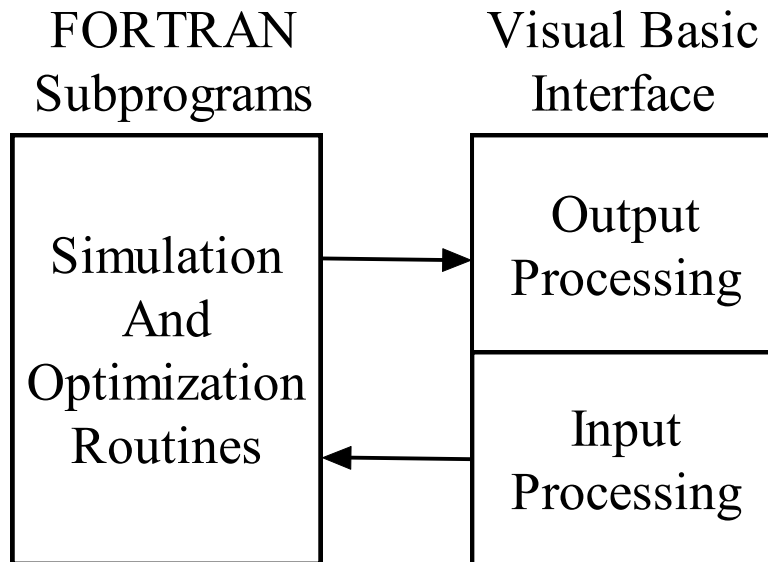 FORTRAN
Subprograms
Simulation
And
Optimization
Routines
Visual Basic
Interface
Output
Processing
Input
Processing